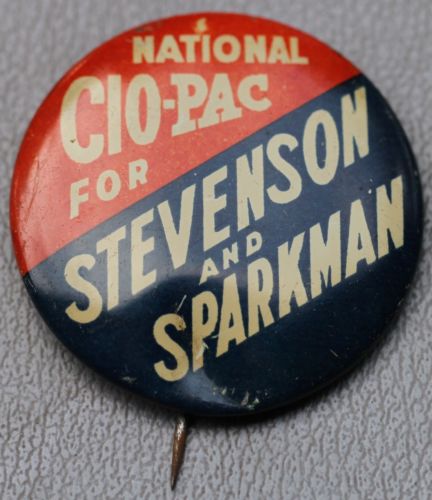 NATIONAL
CIO-PAC
FOR
STEVENSON
AND
SPARKMAN